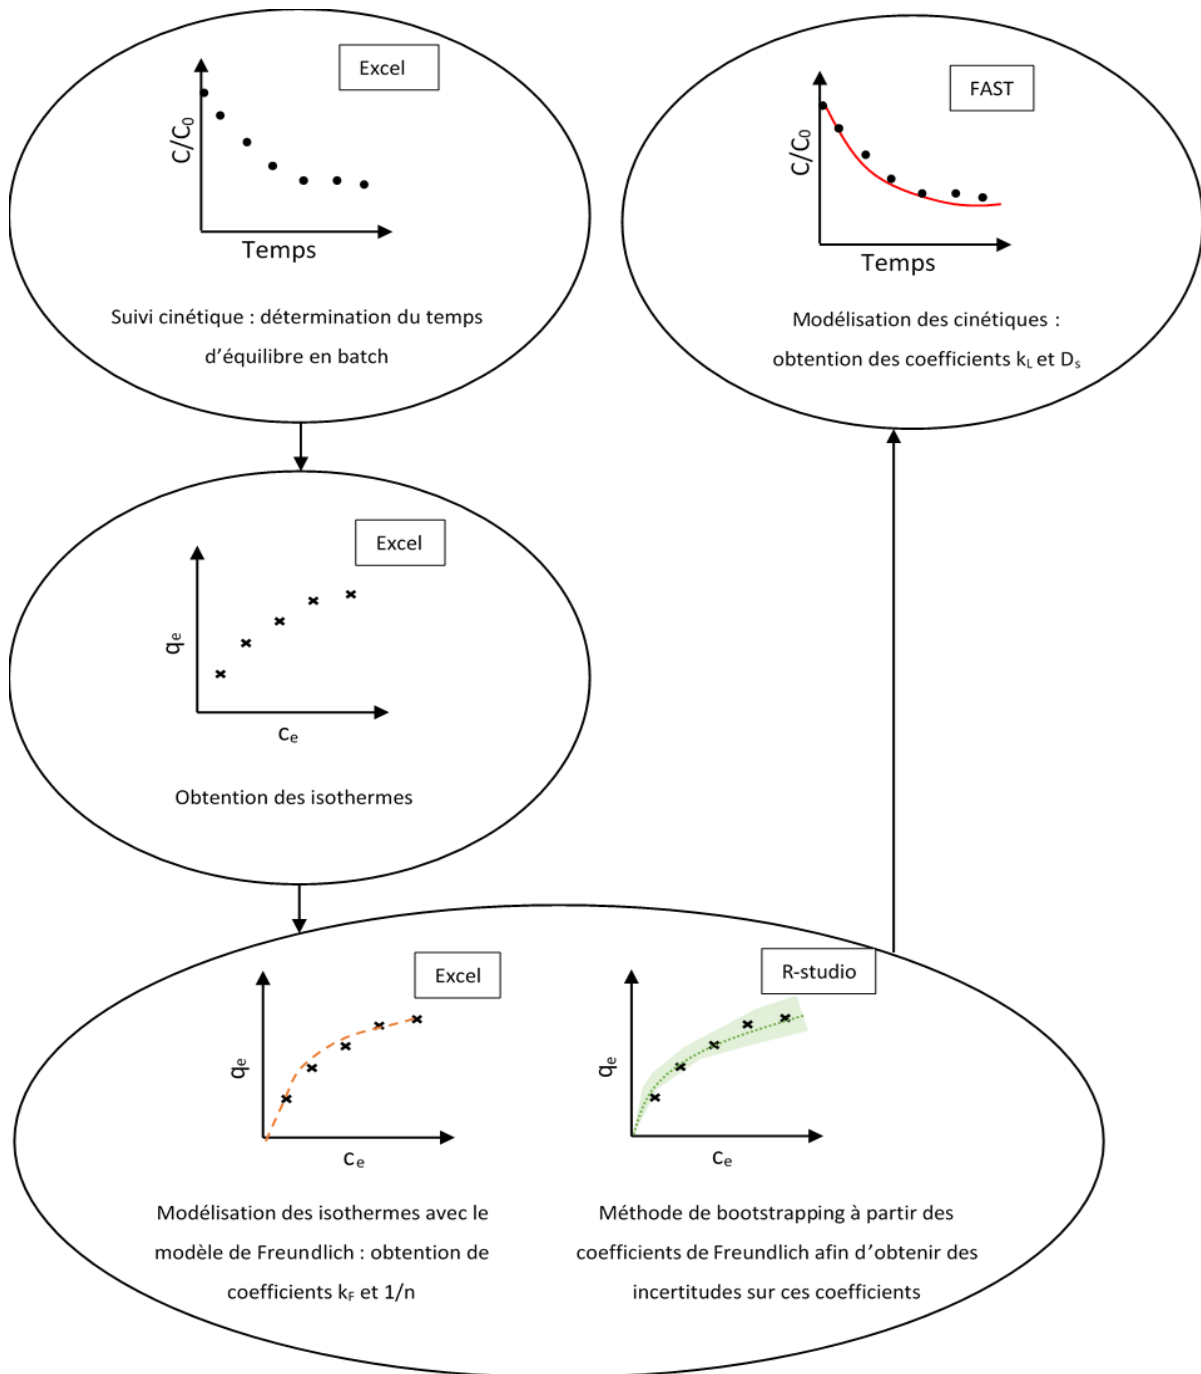 Excel
C/C₀
Temps
Suivi cinétique : détermination du temps
d’équilibre en batch
FAST
C/C₀
Temps
Modélisation des cinétiques :
obtention des coefficients kL et Ds
Excel
qe
ce
Obtention des isothermes
Excel
qe
ce
Modélisation des isothermes avec le
modèle de Freundlich : obtention de
coefficients kF et 1/n
R-studio
qe
ce
Méthode de bootstrapping à partir des
coefficients de Freundlich afin d’obtenir des
incertitudes sur ces coefficients